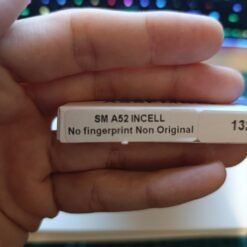 SM A52 INCELL
No fingerprint Non Original